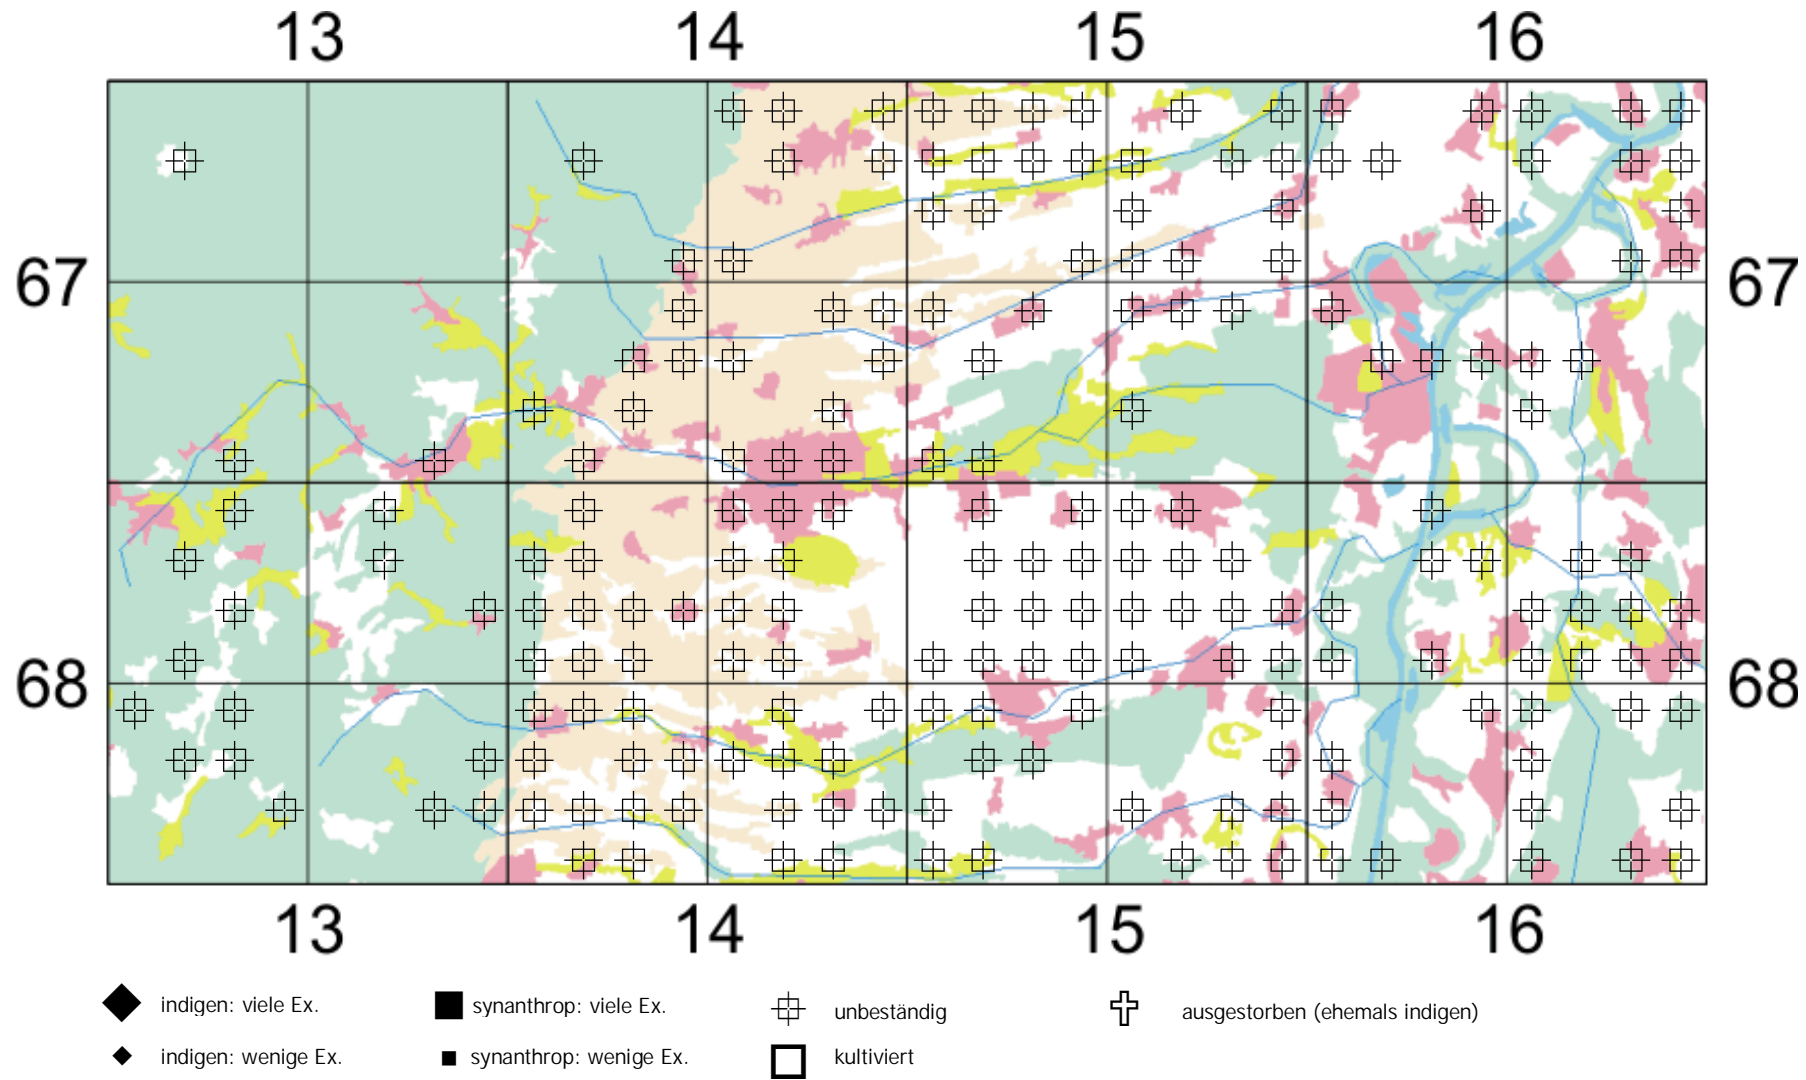 13 14 15 16
67 67
68 68
13 14 15 16
indigen: viele Ex. synanthrop: viele Ex. unbeständig ausgestorben (ehemals indigen)
indigen: wenige Ex. synanthrop: wenige Ex. kultiviert